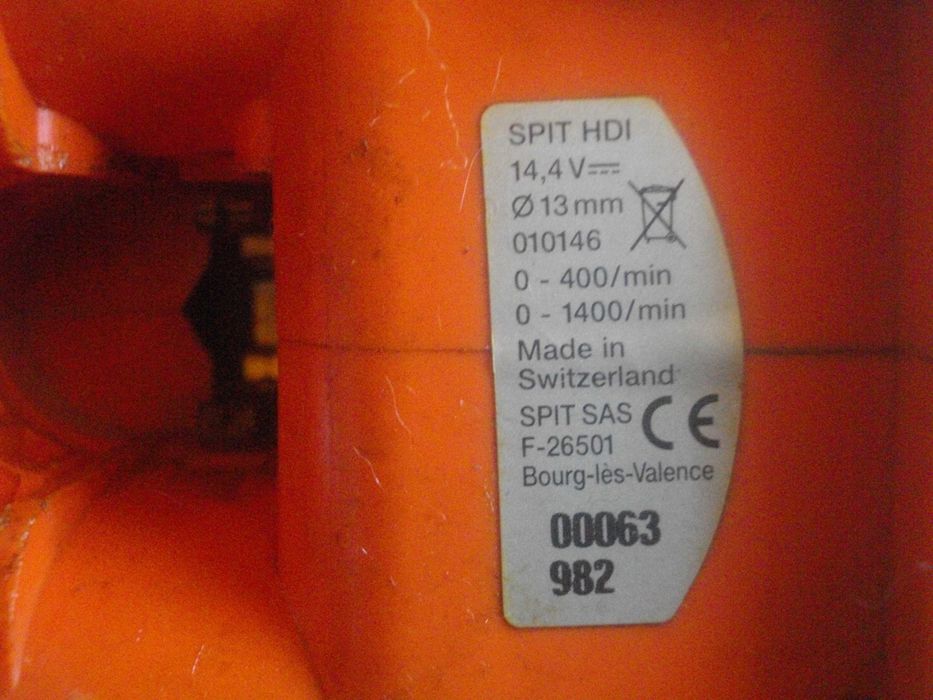 SPIT HDI
14,4 V
Ø 13 mm
010146
0 - 400/min
0 - 1400/min
Made in
Switzerland
SPIT SAS CE
F-26501
Bourg-lès-Valence
00063
982